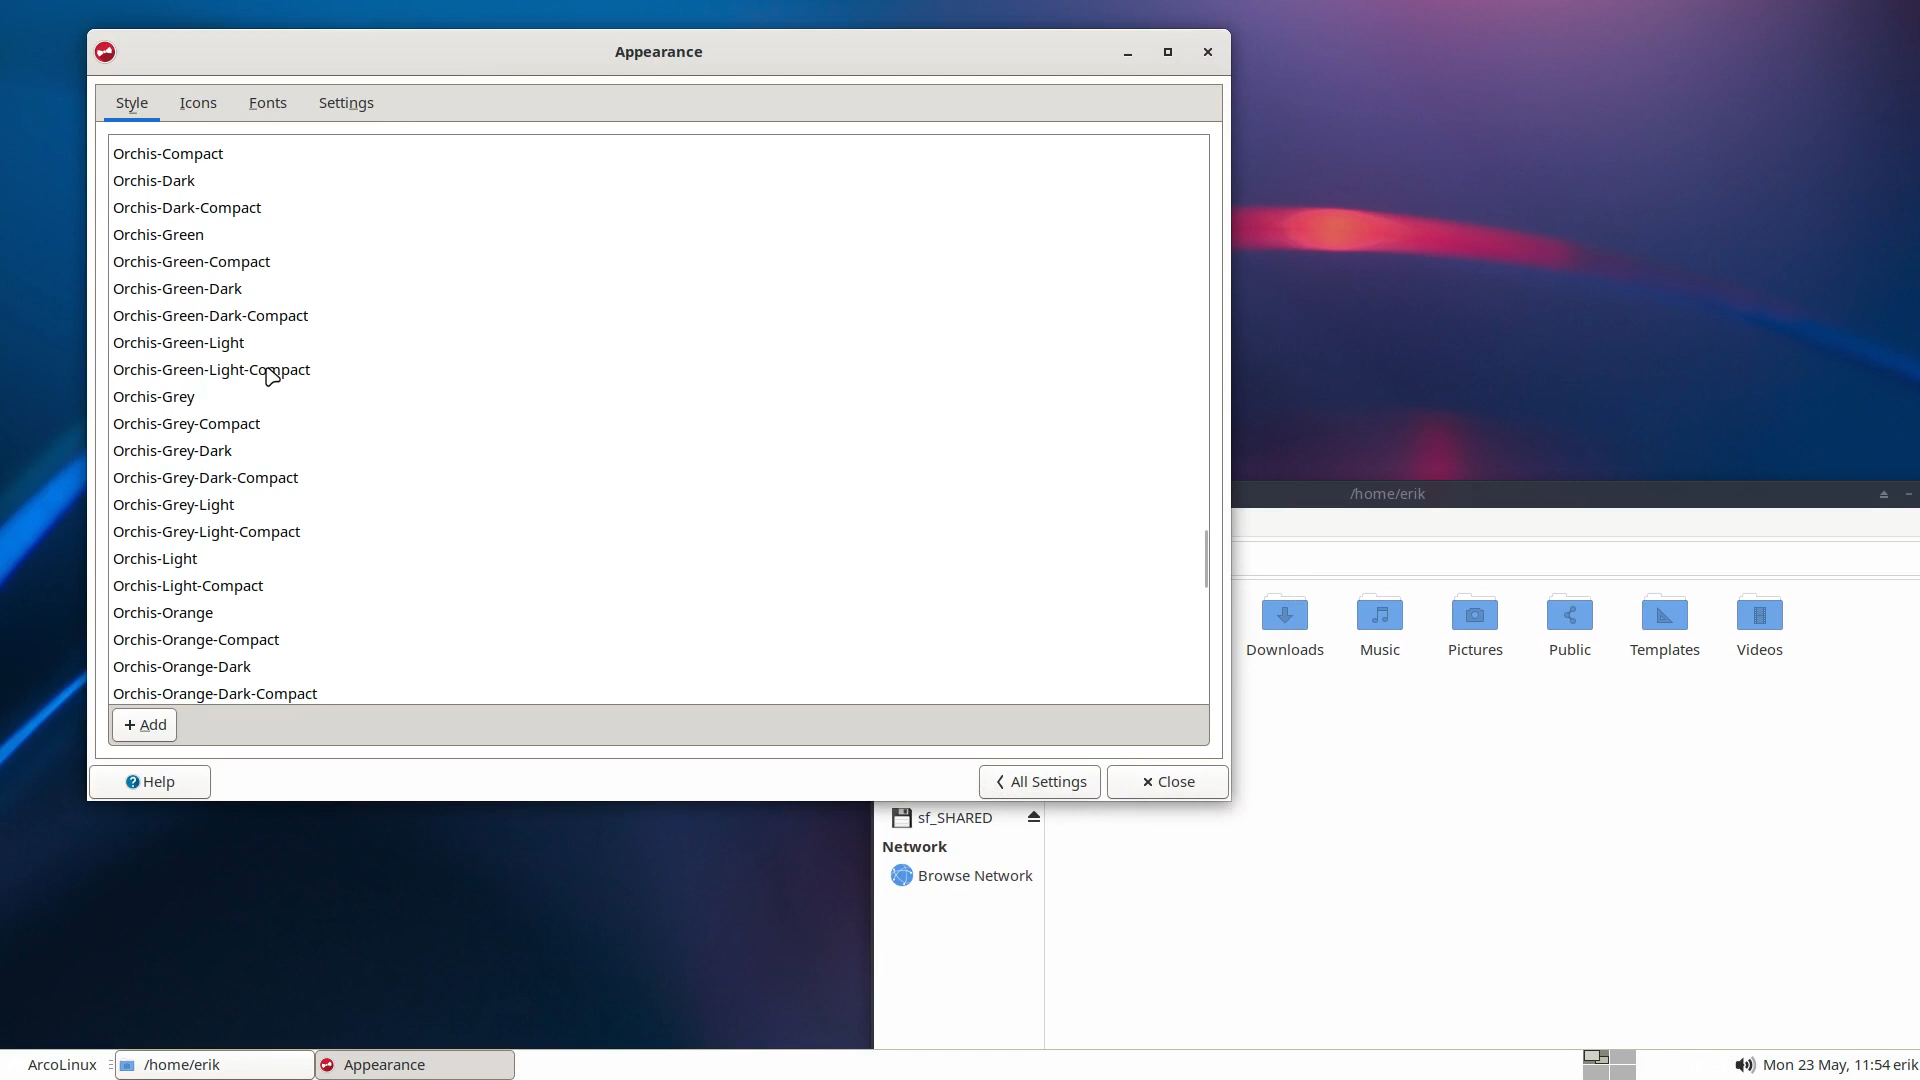 Appearance
Style Icons Fonts Settings
Orchis-Compact
Orchis-Dark
Orchis-Dark-Compact
Orchis-Green
Orchis-Green-Compact
Orchis-Green-Dark
Orchis-Green-Dark-Compact
Orchis-Green-Light
Orchis-Green-Light-Compact
Orchis-Grey
Orchis-Grey-Compact
Orchis-Grey-Dark
Orchis-Grey-Dark-Compact
Orchis-Grey-Light
Orchis-Grey-Light-Compact
Orchis-Light
Orchis-Light-Compact
Orchis-Orange
Orchis-Orange-Compact
Orchis-Orange-Dark
Orchis-Orange-Dark-Compact
Add
Help
All Settings
Close
/home/erik
Downloads Music Pictures Public Templates Videos
sf_SHARED
Network
Browse Network
ArcoLinux /home/erik Appearance Mon 23 May, 11:54 erik